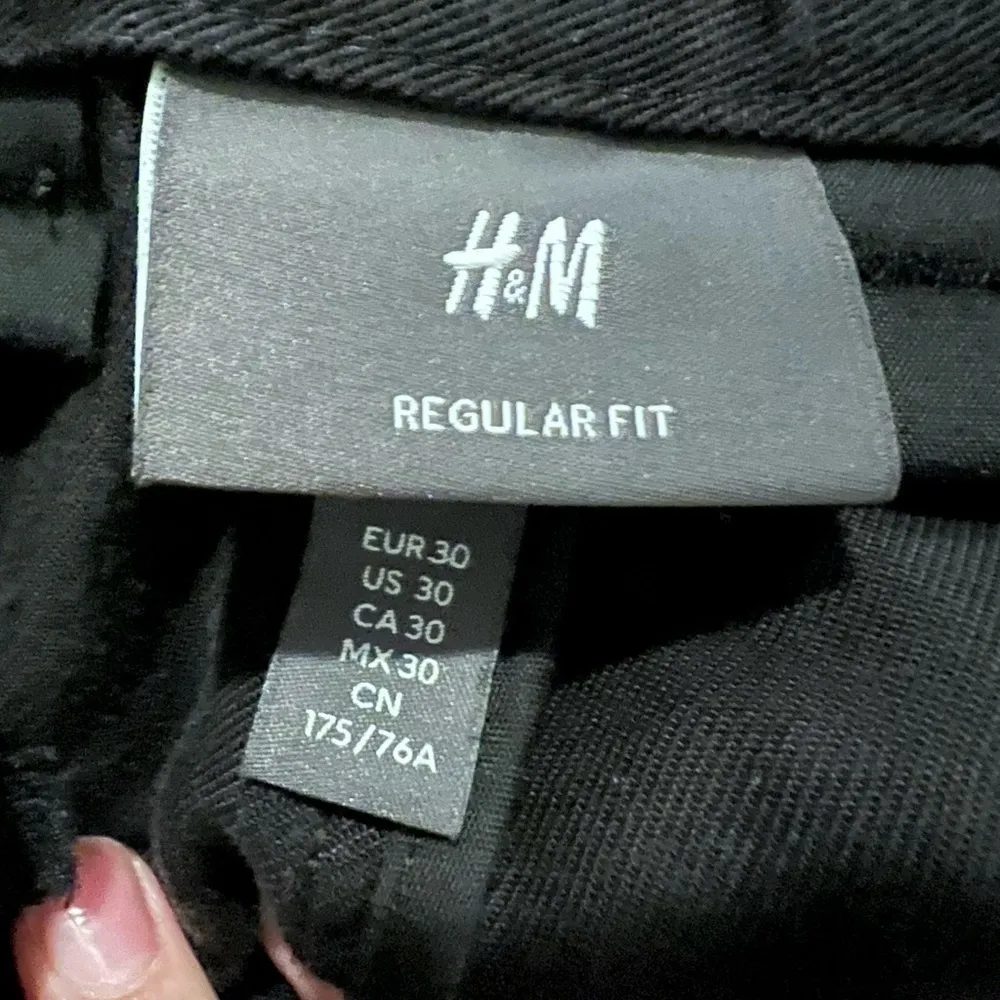 H&M
REGULAR FIT
EUR 30
US 30
CA 30
MX 30
CN
175/76A